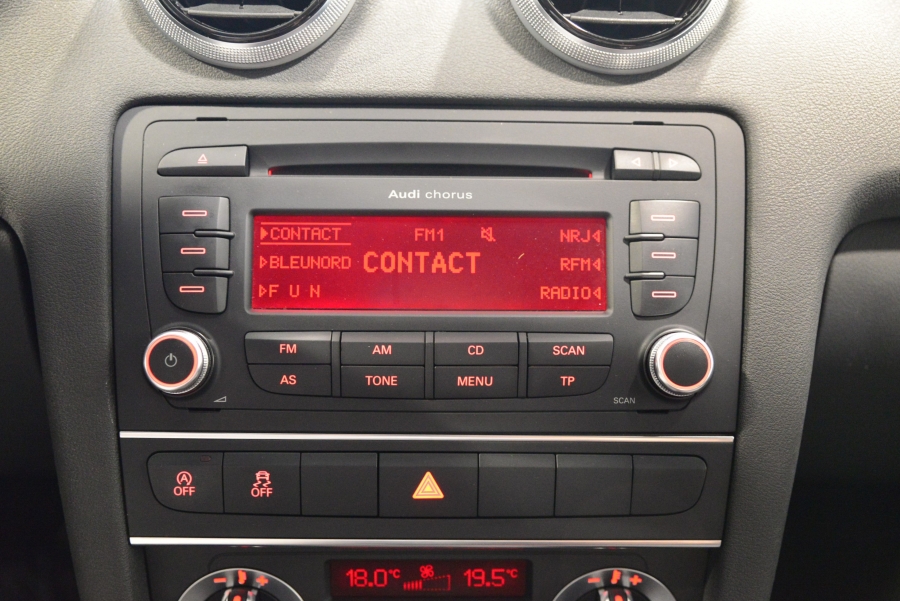 Audi chorus
CONTACT FM1 NRJ
BLEUNORD CONTACT RFM
F U N RADIO
FM AM CD SCAN
AS TONE MENU TP
SCAN
A OFF OFF
18.0°C 19.5°C